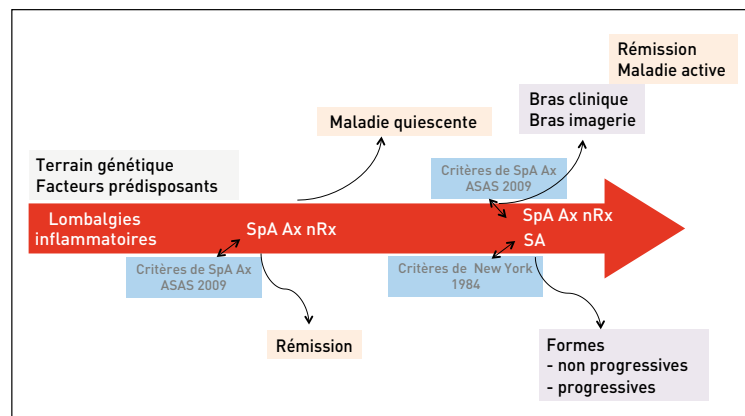 Rémission
Maladie active
Bras clinique
Bras imagerie
Maladie quiescente
Terrain génétique
Facteurs prédisposants
Critères de SpA Ax
ASAS 2009
Lombalgies
inflammatoires
SpA Ax nRx
SpA Ax nRx
SA
Critères de SpA Ax
ASAS 2009
Critères de New York
1984
Rémission
Formes
- non progressives
- progressives